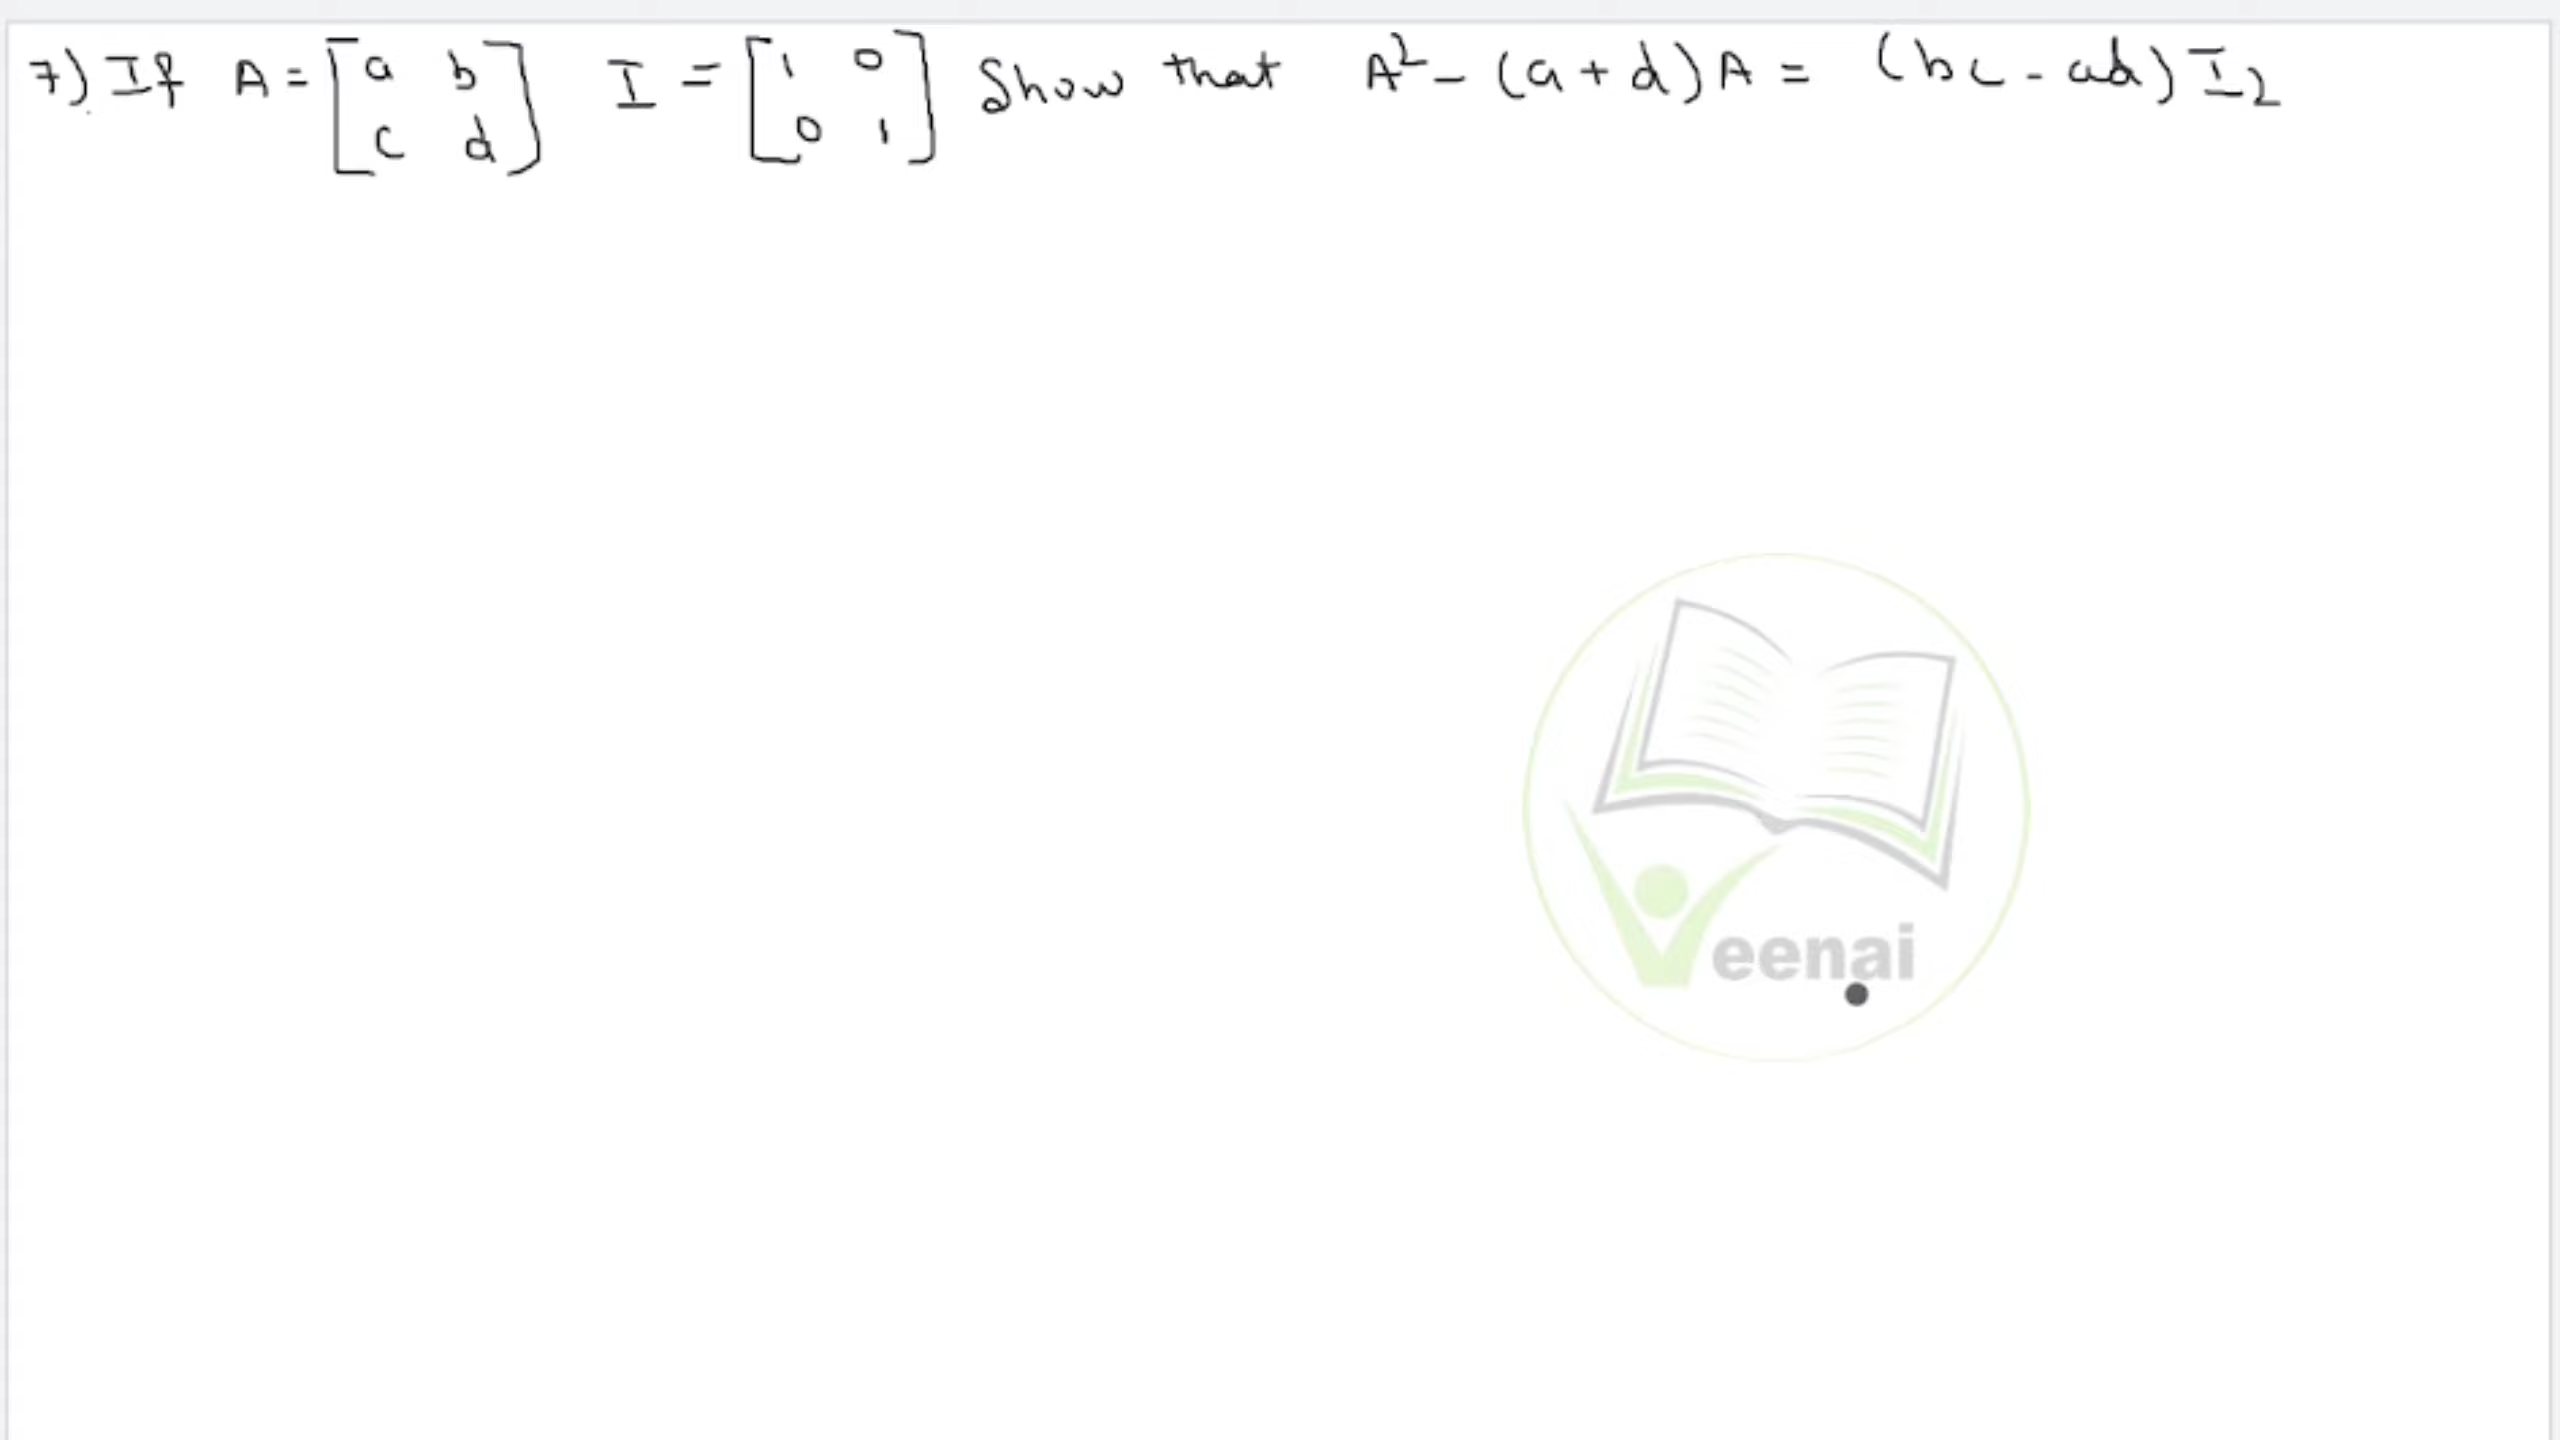 7) If A = [a b c d] I = [1 0 0 1] Show that A² - (a + d) A = (bc - ad) I₂
Veenai